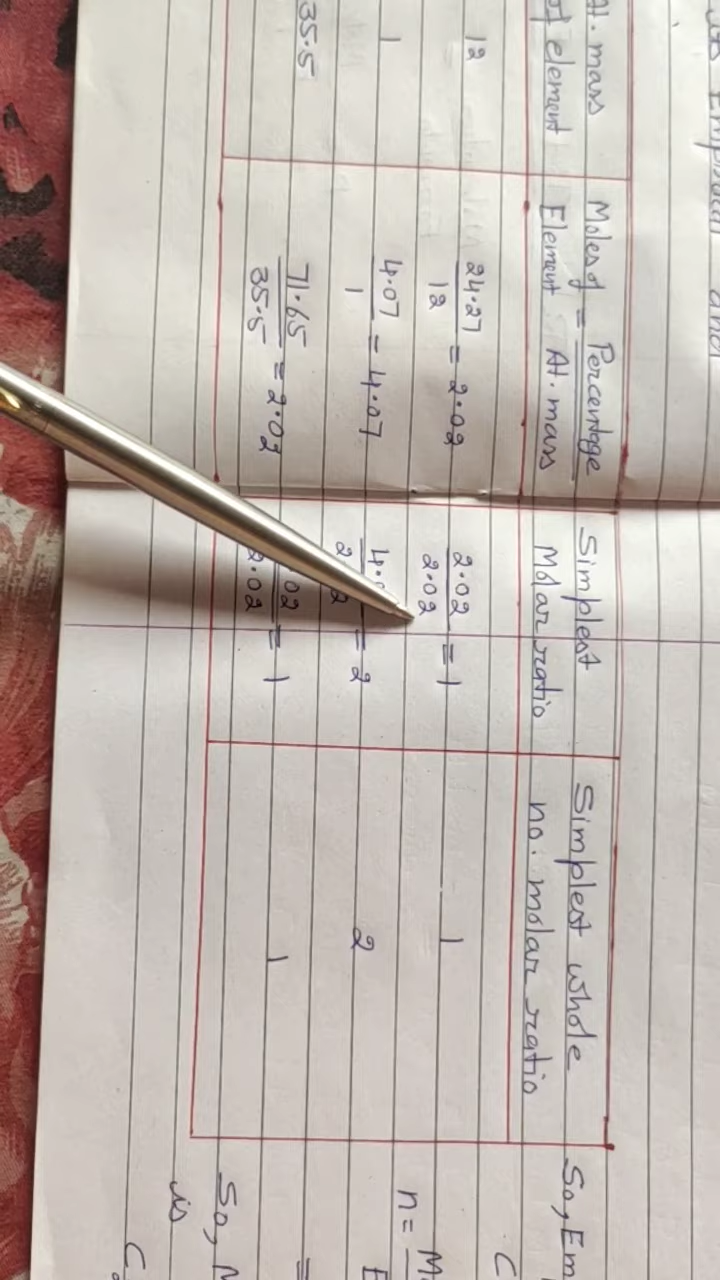 At. mass
of element
Moles of = Percentage
Element At. mass
Simplest
Molar ratio
Simplest whole
no. molar ratio
12
24.27
12
= 2.02
2.02
2.02
= 1
1
1
4.07
1
= 4.07
= 2
2
35.5
71.65
35.5
= 2.02
2.02
= 1
1
So, Em
C
n =
=
So,
is
C